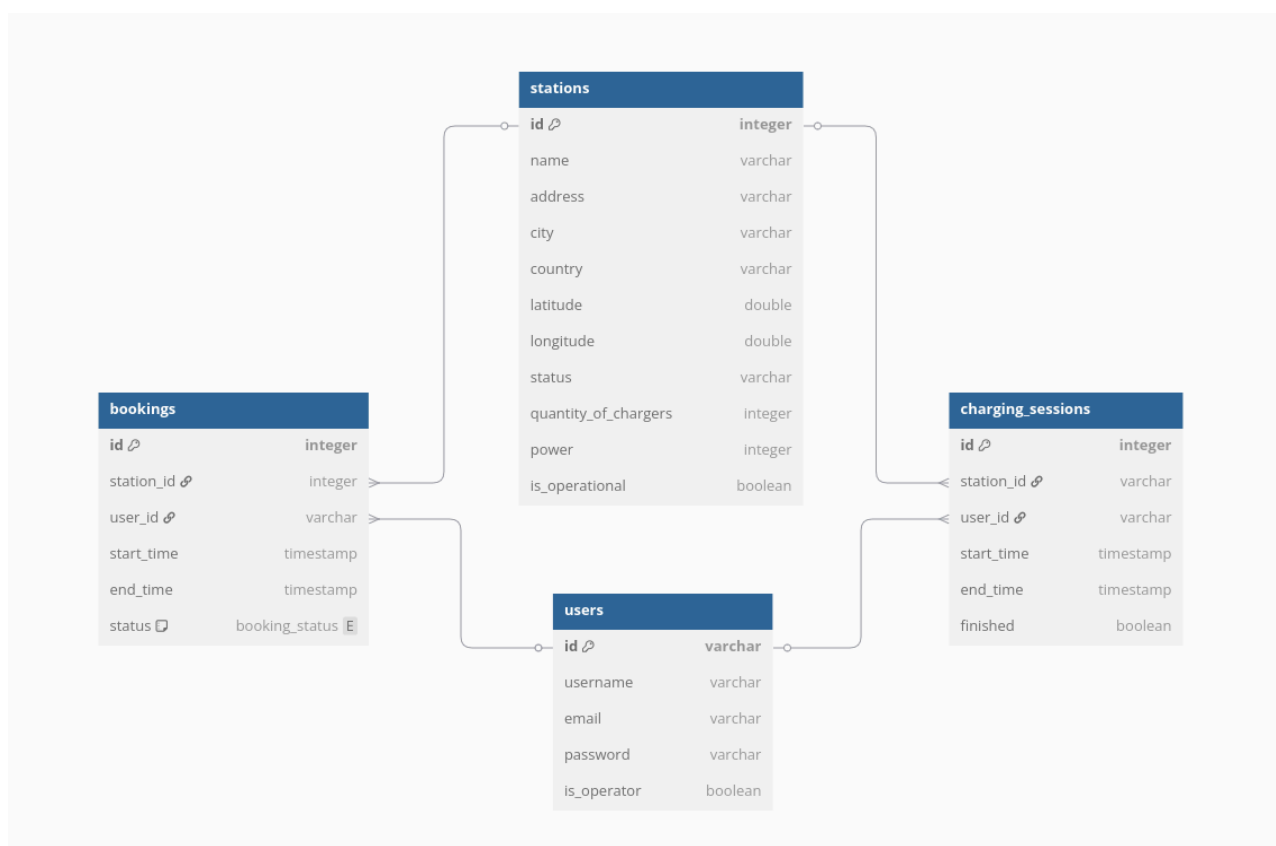 stations
id integer
name varchar
address varchar
city varchar
country varchar
latitude double
longitude double
status varchar
quantity_of_chargers integer
power integer
is_operational boolean
bookings
id integer
station_id integer
user_id varchar
start_time timestamp
end_time timestamp
status booking_status E
charging_sessions
id integer
station_id varchar
user_id varchar
start_time timestamp
end_time timestamp
finished boolean
users
id varchar
username varchar
email varchar
password varchar
is_operator boolean